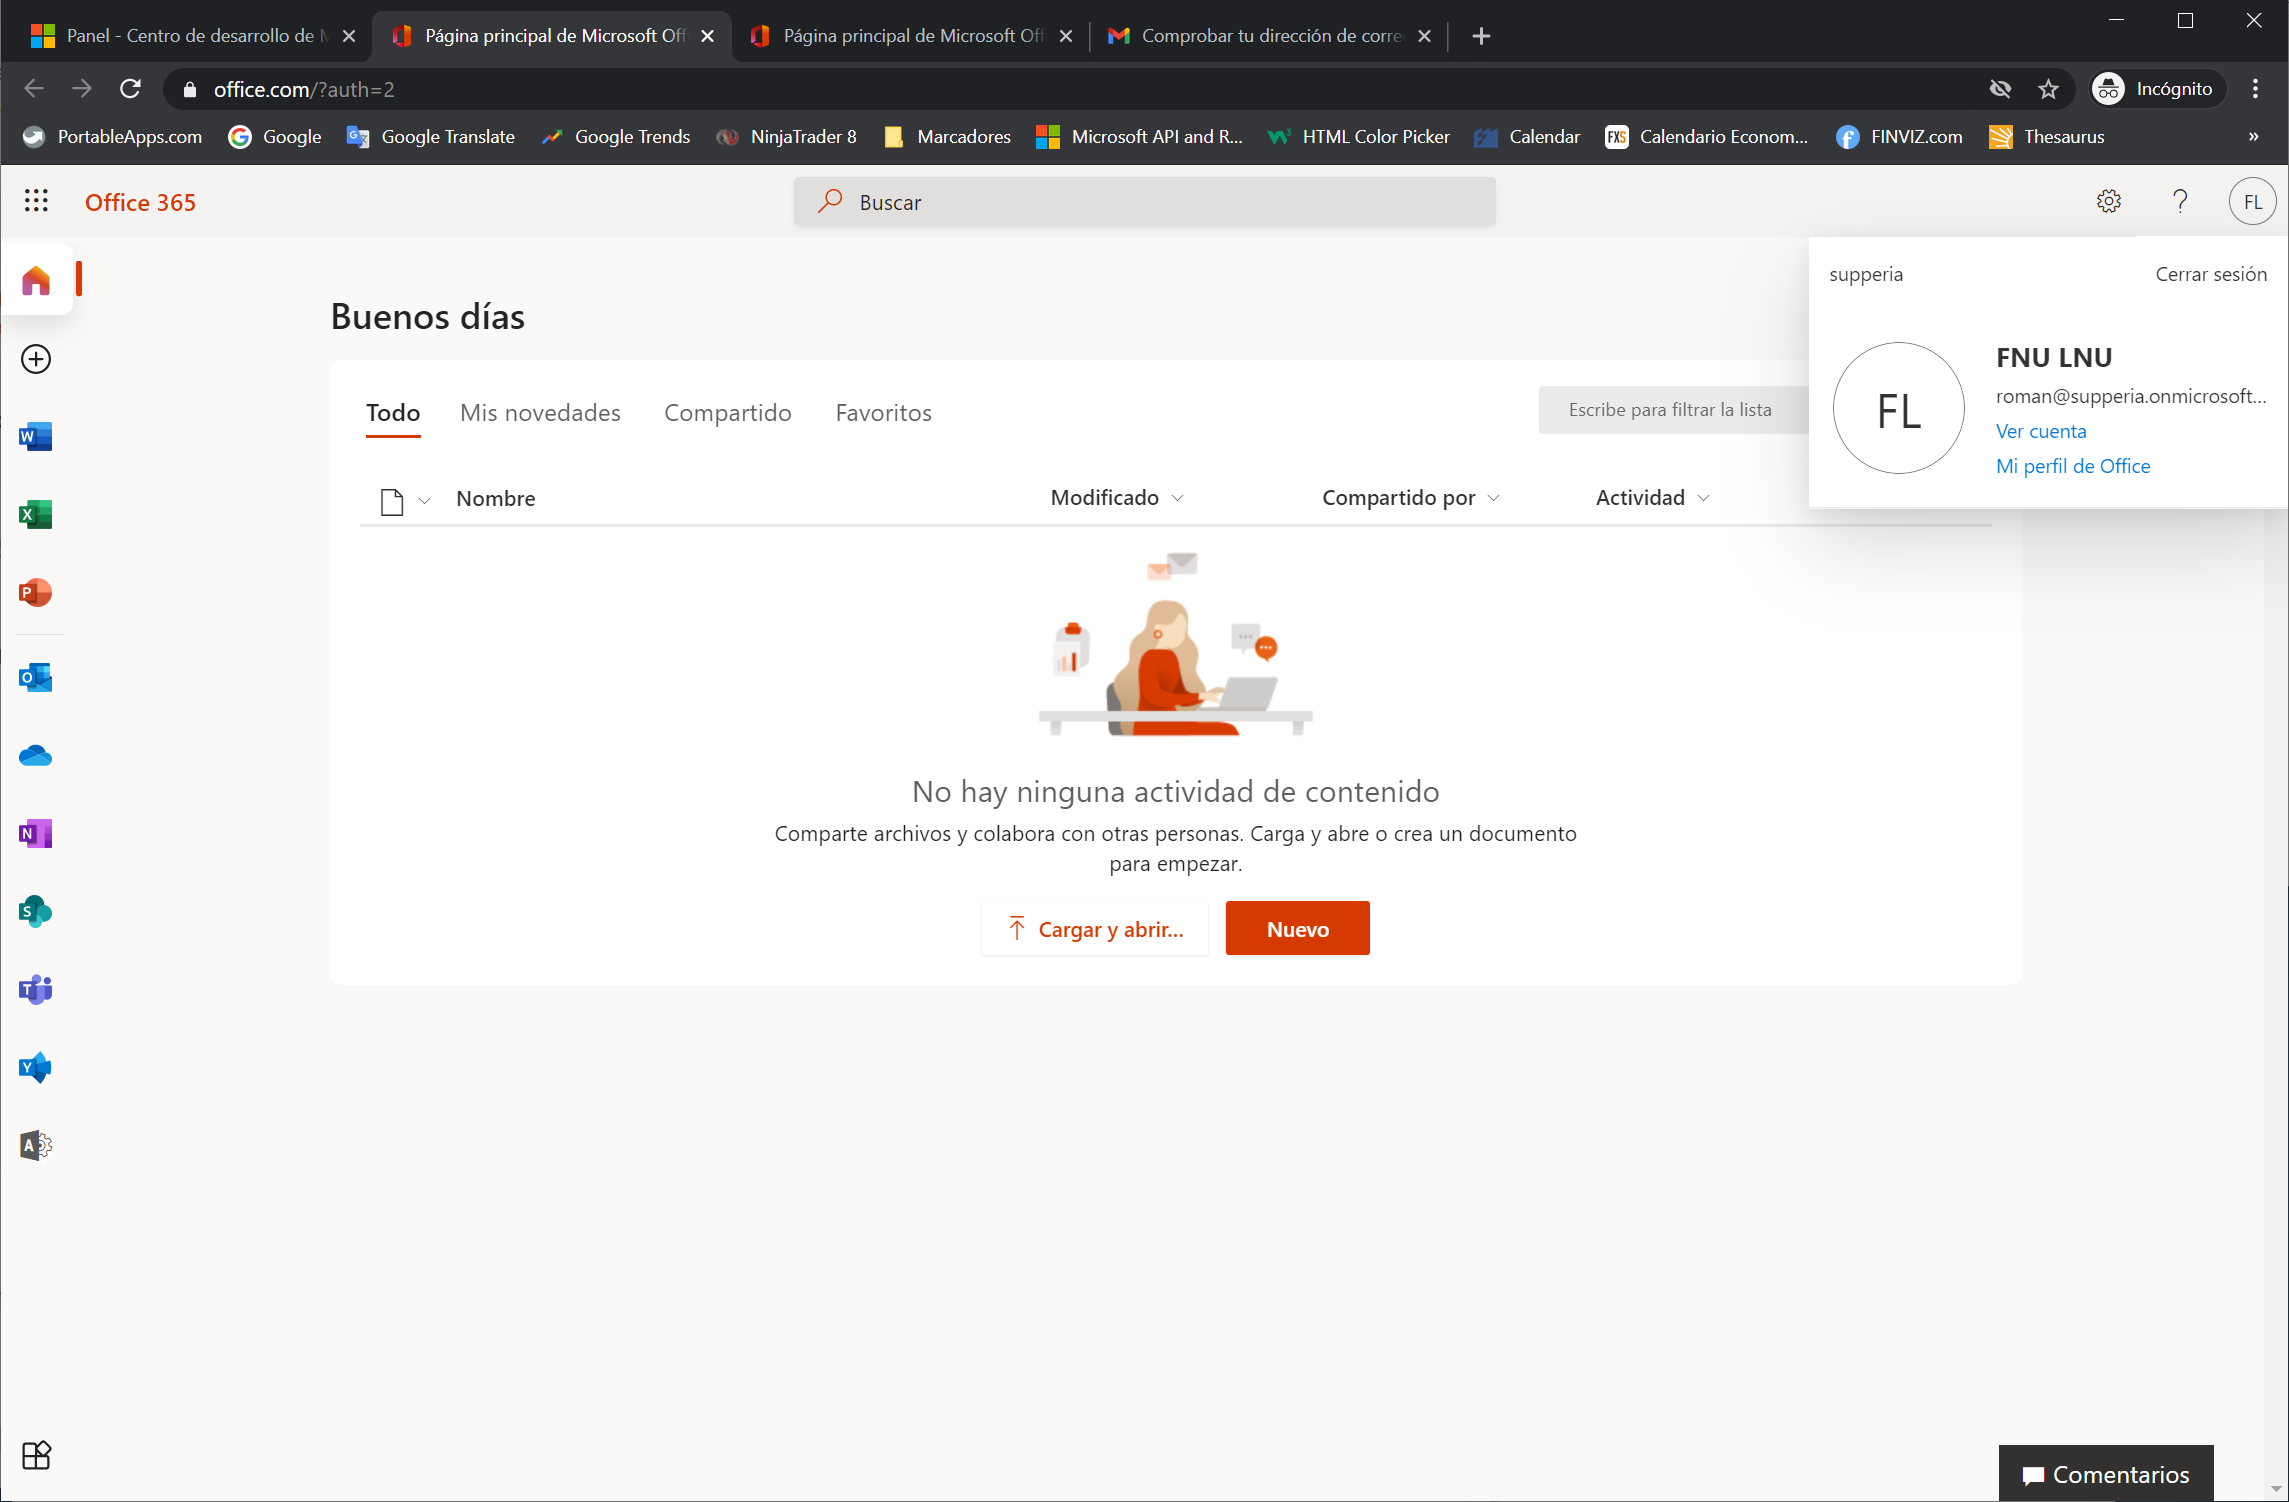 Panel - Centro de desarrollo de M
Página principal de Microsoft Off
Página principal de Microsoft Off
Comprobar tu dirección de corre
office.com/?auth=2
Incógnito
PortableApps.com
Google
Google Translate
Google Trends
NinjaTrader 8
Marcadores
Microsoft API and R...
HTML Color Picker
Calendar
FXS
Calendario Econom...
FINVIZ.com
Thesaurus
»
Office 365
Buscar
?
FL
supperia
Cerrar sesión
FL
FNU LNU
roman@supperia.onmicrosoft...
Ver cuenta
Mi perfil de Office
Buenos días
Todo
Mis novedades
Compartido
Favoritos
Escribe para filtrar la lista
Nombre
Modificado
Compartido por
Actividad
No hay ninguna actividad de contenido
Comparte archivos y colabora con otras personas. Carga y abre o crea un documento
para empezar.
Cargar y abrir...
Nuevo
Comentarios